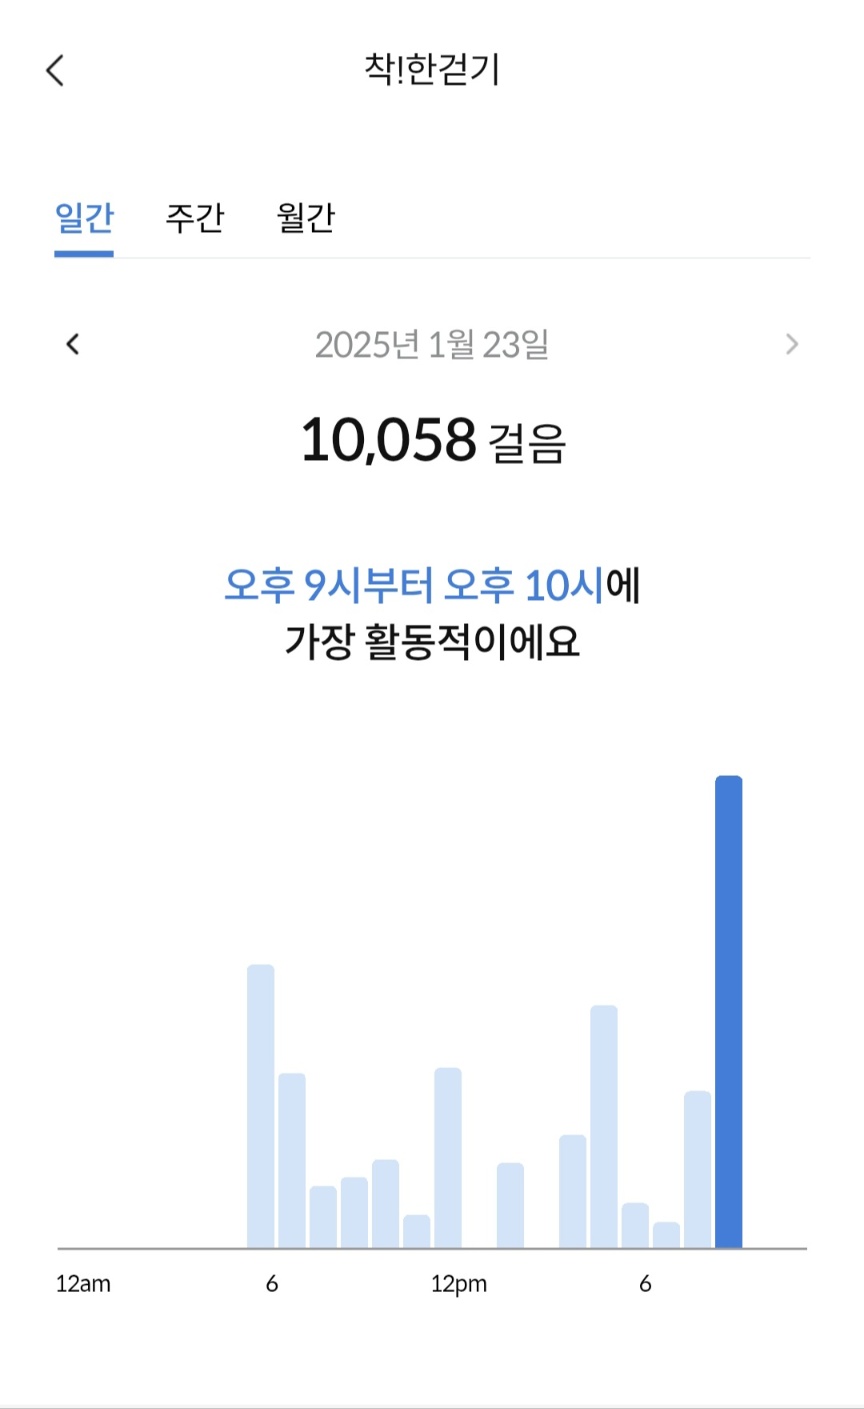 착!한걷기
일간 주간 월간
2025년 1월 23일
10,058 걸음
오후 9시부터 오후 10시에
가장 활동적이에요
12am 6 12pm 6